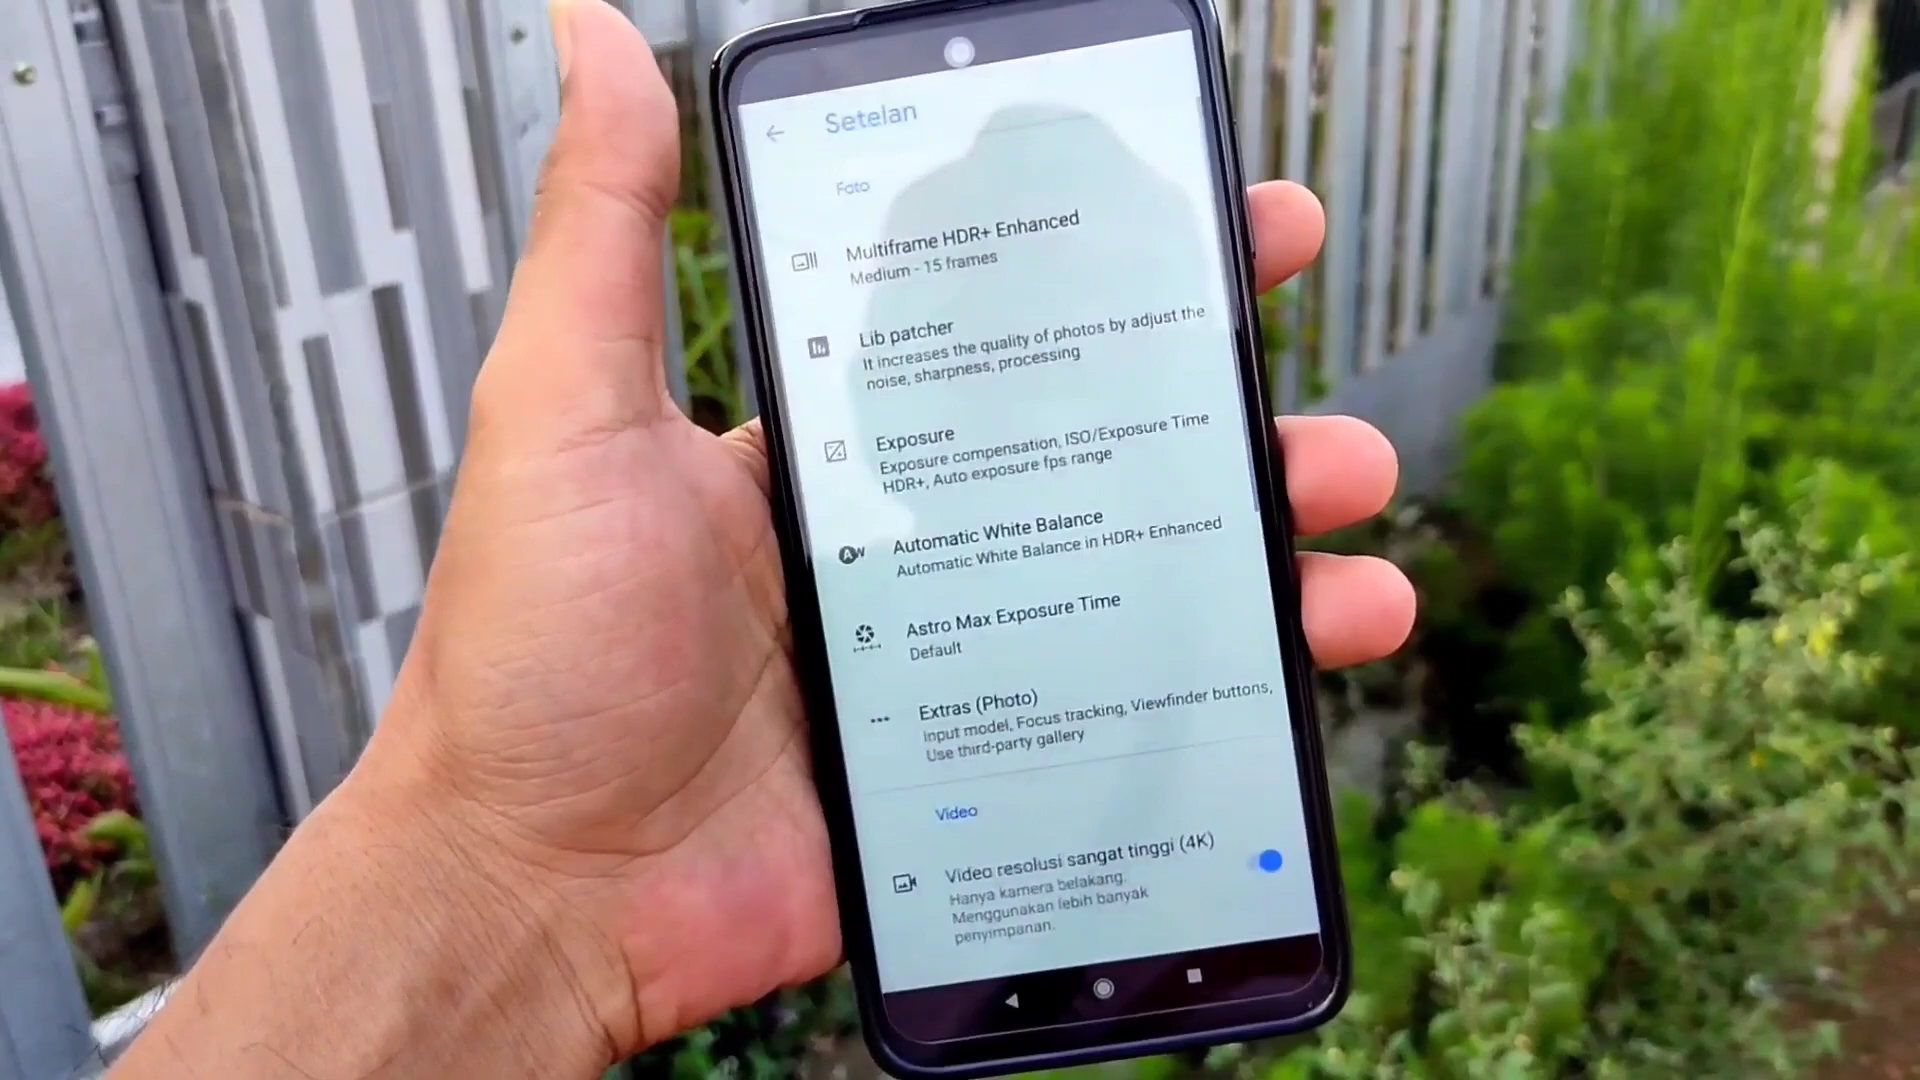 Setelan
Foto
Multiframe HDR+ Enhanced
Medium - 15 frames
Lib patcher
It increases the quality of photos by adjust the
noise, sharpness, processing
Exposure
Exposure compensation, ISO/Exposure Time
HDR+, Auto exposure fps range
AW
Automatic White Balance
Automatic White Balance in HDR+ Enhanced
Astro Max Exposure Time
Default
Extras (Photo)
Input model, Focus tracking, Viewfinder buttons,
Use third-party gallery
Video
Video resolusi sangat tinggi (4K)
Hanya kamera belakang.
Menggunakan lebih banyak
penyimpanan.